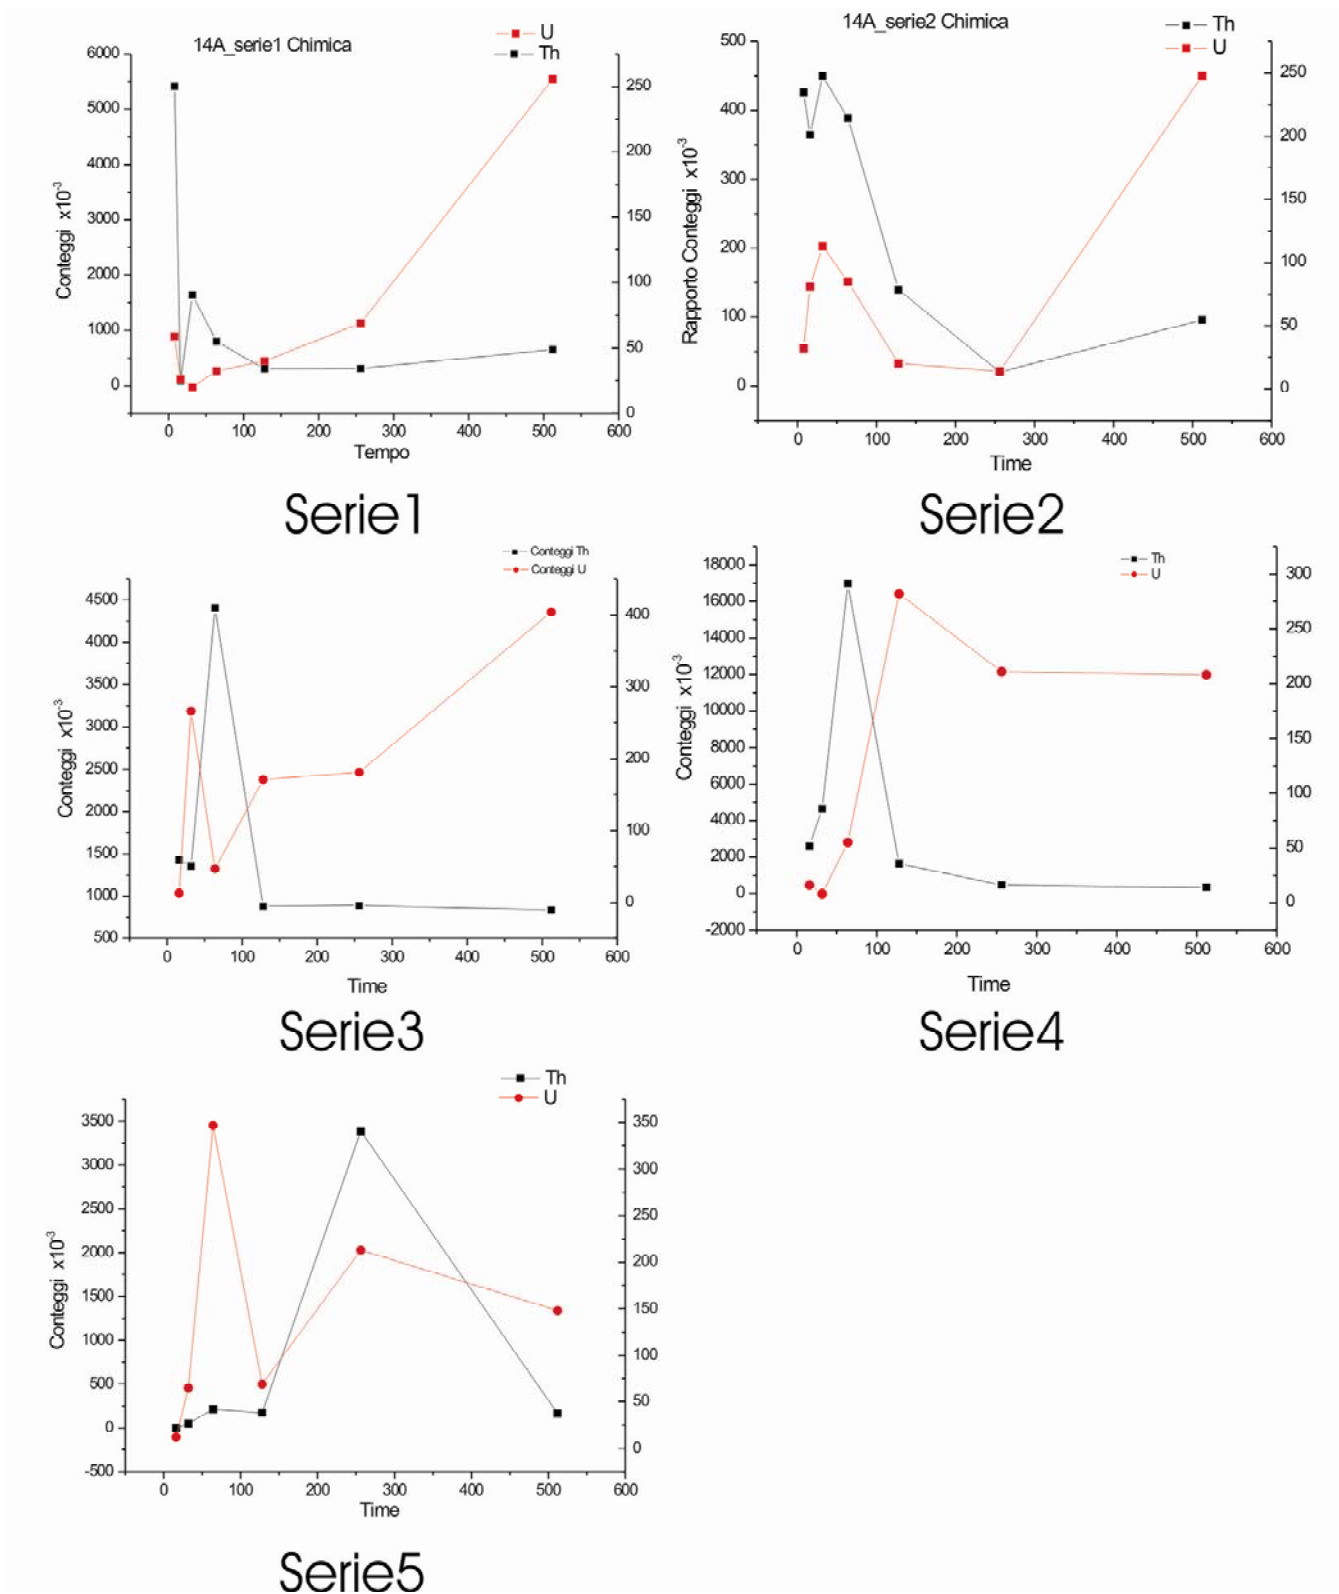 14A_serie1 Chimica
U
Th
6000
5000
4000
3000
2000
1000
0
Conteggi x10⁻³
250
200
150
100
50
0
0 100 200 300 400 500 600
Tempo
Serie1
14A_serie2 Chimica
Th
U
500
400
300
200
100
0
Rapporto Conteggi x10⁻³
250
200
150
100
50
0
0 100 200 300 400 500 600
Time
Serie2
Conteggi Th
Conteggi U
4500
4000
3500
3000
2500
2000
1500
1000
500
Conteggi x10⁻³
400
300
200
100
0
0 100 200 300 400 500 600
Time
Serie3
Th
U
18000
16000
14000
12000
10000
8000
6000
4000
2000
0
-2000
Conteggi x10⁻³
300
250
200
150
100
50
0
0 100 200 300 400 500 600
Time
Serie4
Th
U
3500
3000
2500
2000
1500
1000
500
0
-500
Conteggi x10⁻³
350
300
250
200
150
100
50
0
0 100 200 300 400 500 600
Time
Serie5